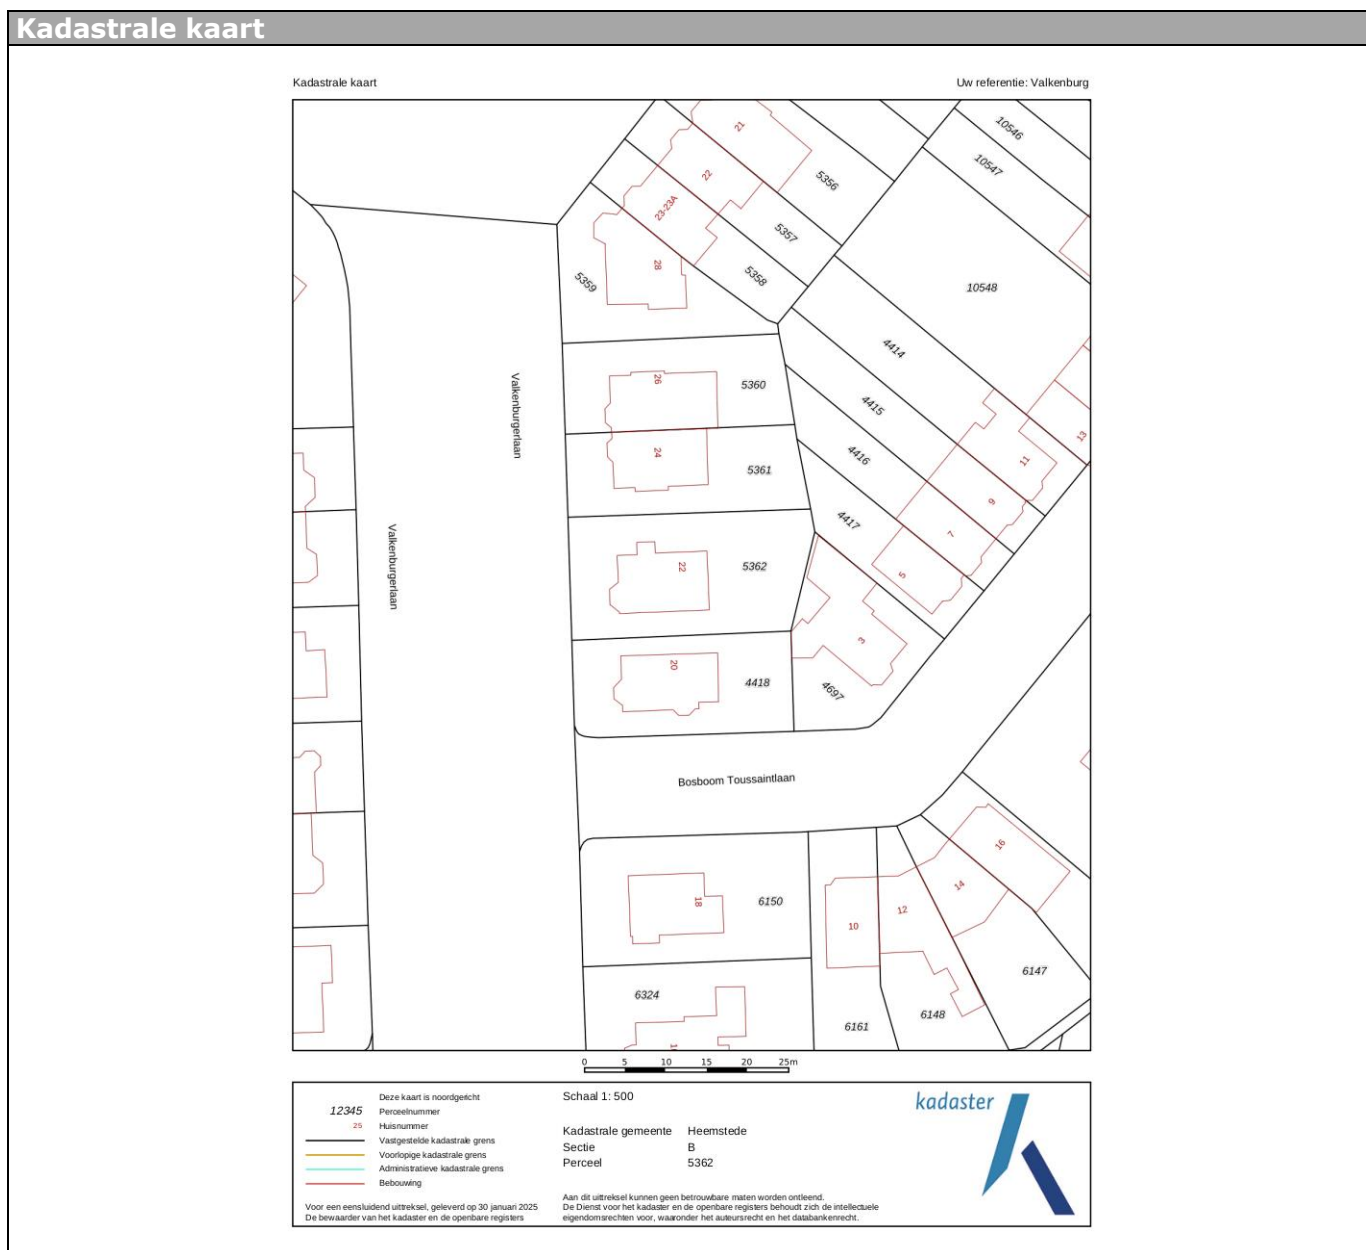 Kadastrale kaart
Kadastrale kaart
Uw referentie: Valkenburg
10546
21
10547
5356
22
23-23A
5357
28
5358
5359
10548
4414
Valkenburgerlaan
26
5360
4415
13
24
5361
4416
11
9
4417
7
Valkenburgerlaan
22
5362
5
3
20
4418
4697
Bosboom Toussaintlaan
16
14
18
6150
12
10
6147
6324
6148
6161
0 5 10 15 20 25m
Deze kaart is noordgericht
12345 Perceelnummer
25 Huisnummer
Vastgestelde kadastrale grens
Voorlopige kadastrale grens
Administratieve kadastrale grens
Bebouwing
Voor een eensluidend uittreksel, geleverd op 30 januari 2025
De bewaarder van het kadaster en de openbare registers
Schaal 1: 500
Kadastrale gemeente Heemstede
Sectie B
Perceel 5362
Aan dit uittreksel kunnen geen betrouwbare maten worden ontleend.
De Dienst voor het kadaster en de openbare registers behoudt zich de intellectuele
eigendomsrechten voor, waaronder het auteursrecht en het databankenrecht.
kadaster